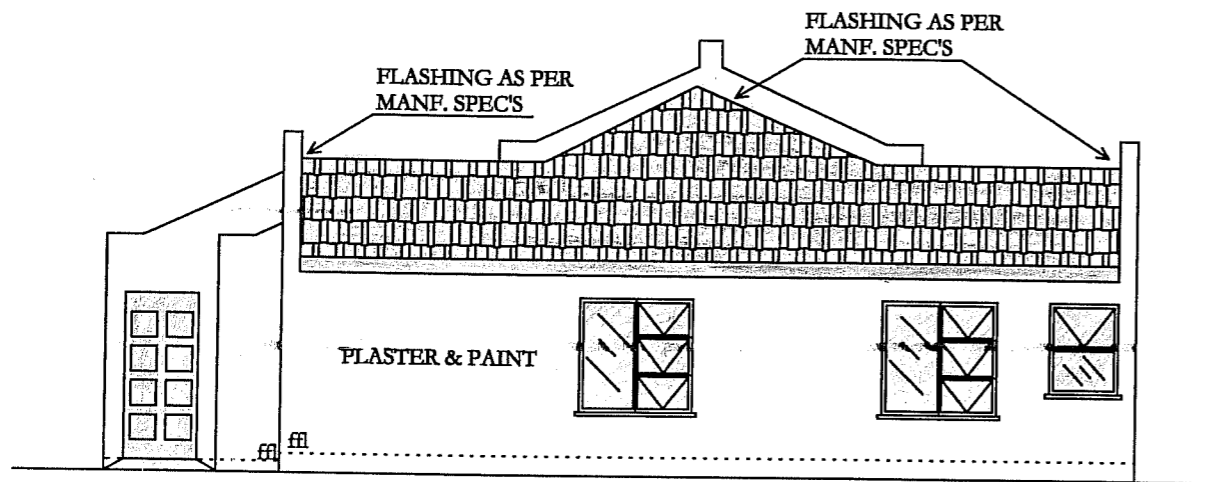 FLASHING AS PER
MANF. SPEC'S
FLASHING AS PER
MANF. SPEC'S
PLASTER & PAINT
ffl
ffl